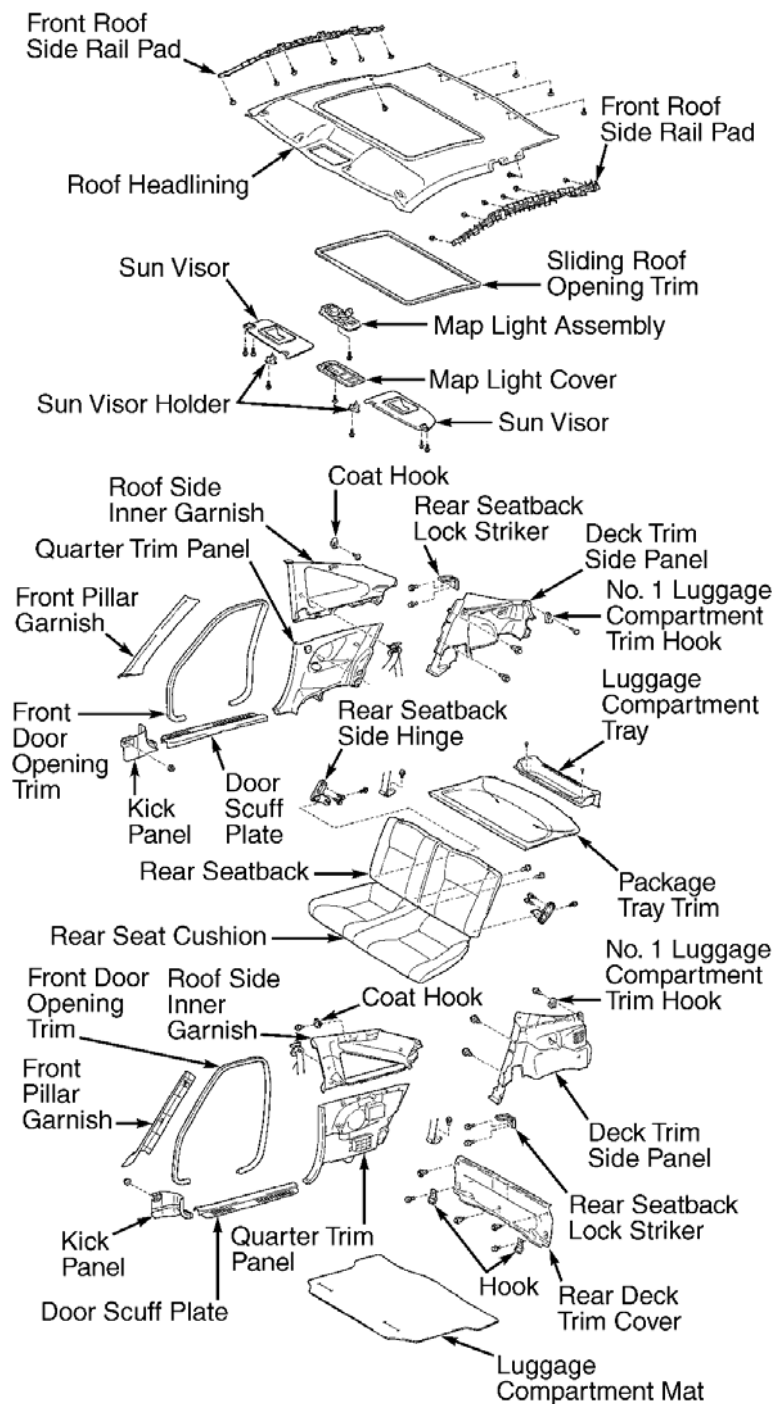 Front Roof
Side Rail Pad
Front Roof
Side Rail Pad
Roof Headlining
Sun Visor
Sliding Roof
Opening Trim
Map Light Assembly
Map Light Cover
Sun Visor Holder
Sun Visor
Coat Hook
Roof Side
Inner Garnish
Rear Seatback
Lock Striker
Deck Trim
Side Panel
Quarter Trim Panel
No. 1 Luggage
Compartment
Trim Hook
Front Pillar
Garnish
Luggage
Compartment
Tray
Rear Seatback
Side Hinge
Front
Door
Opening
Trim
Kick
Panel
Door
Scuff
Plate
Rear Seatback
Package
Tray Trim
Rear Seat Cushion
No. 1 Luggage
Compartment
Trim Hook
Front Door
Opening
Trim
Roof Side
Inner
Garnish
Coat Hook
Front
Pillar
Garnish
Deck Trim
Side Panel
Rear Seatback
Lock Striker
Kick
Panel
Quarter Trim
Panel
Hook
Door Scuff Plate
Rear Deck
Trim Cover
Luggage
Compartment Mat